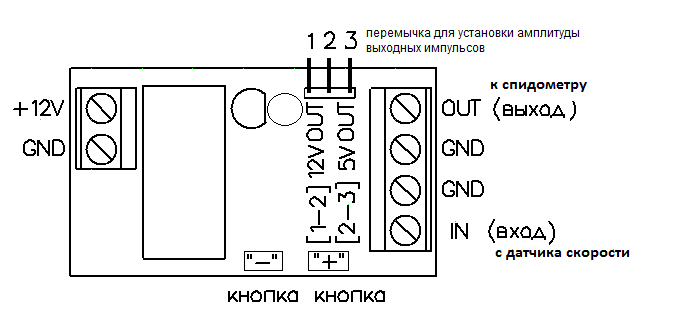 1 2 3
перемычка для установки амплитуды
выходных импульсов
+12V
GND
12V OUT
[1-2]
5V OUT
[2-3]
к спидометру
OUT (выход)
GND
GND
IN (вход)
с датчика скорости
"-"
"+"
кнопка кнопка